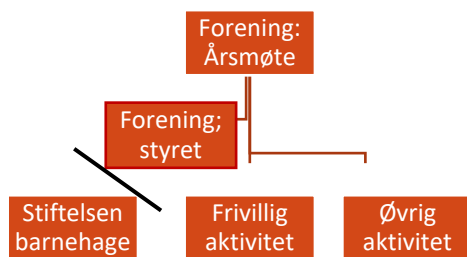 Forening:
Årsmøte
Forening;
styret
Stiftelsen
barnehage
Frivillig
aktivitet
Øvrig
aktivitet